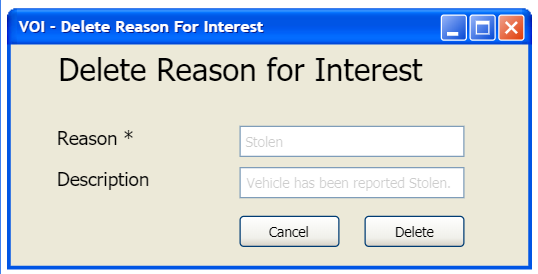 VOI - Delete Reason For Interest
Delete Reason for Interest
Reason * Stolen
Description Vehicle has been reported Stolen.
Cancel Delete